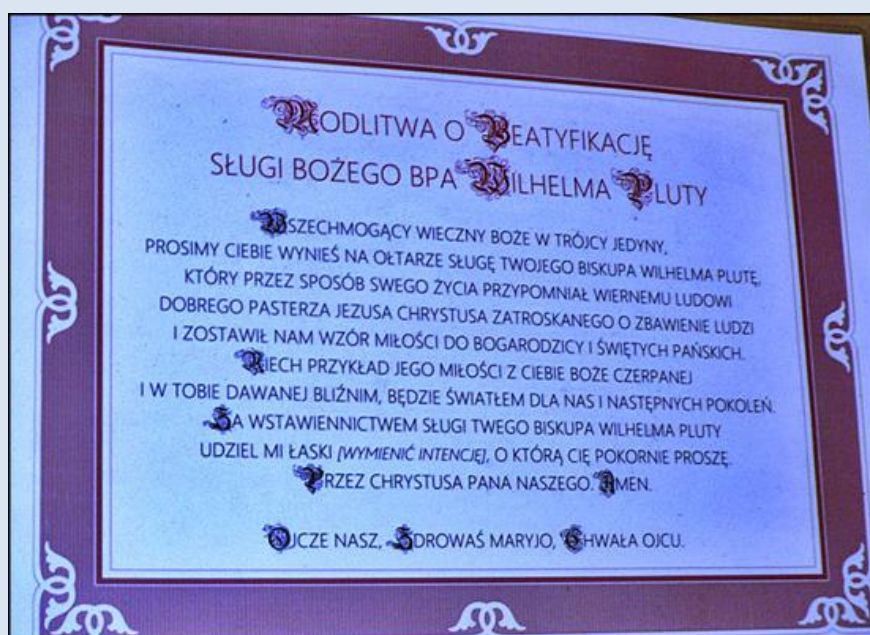 MODLITWA O BEATYFIKACJĘ
SŁUGI BOŻEGO BPA WILHELMA PLUTY
WSZECHMOGĄCY WIECZNY BOŻE W TRÓJCY JEDYNY,
PROSIMY CIEBIE WYNIEŚ NA OŁTARZE SŁUGĘ TWOJEGO BISKUPA WILHELMA PLUTĘ,
KTÓRY PRZEZ SPOSÓB SWEGO ŻYCIA PRZYPOMNIAŁ WIERNEMU LUDOWI
DOBREGO PASTERZA JEZUSA CHRYSTUSA ZATROSKANEGO O ZBAWIENIE LUDZI
I ZOSTAWIŁ NAM WZÓR MIŁOŚCI DO BOGARODZICY I ŚWIĘTYCH PAŃSKICH.
NIECH PRZYKŁAD JEGO MIŁOŚCI Z CIEBIE BOŻE CZERPANEJ
I W TOBIE DAWANEJ BLIŹNIM, BĘDZIE ŚWIATŁEM DLA NAS I NASTĘPNYCH POKOLEŃ.
ZA WSTAWIENNICTWEM SŁUGI TWEGO BISKUPA WILHELMA PLUTY
UDZIEL MI ŁASKI [WYMIENIĆ INTENCJĘ], O KTÓRĄ CIĘ POKORNIE PROSZĘ.
PRZEZ CHRYSTUSA PANA NASZEGO. AMEN.
OJCZE NASZ, ZDROWAŚ MARYJO, CHWAŁA OJCU.